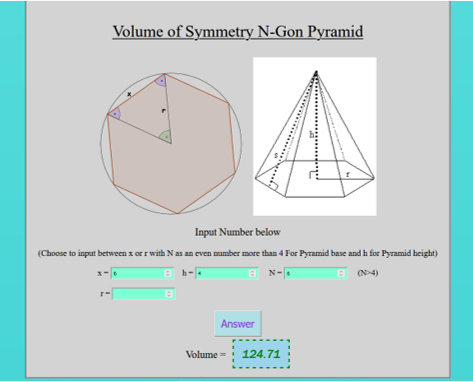 Volume of Symmetry N-Gon Pyramid
x
r
h
s
r
Input Number below
(Choose to input between x or r with N as an even number more than 4 For Pyramid base and h for Pyramid height)
x= 6 h= 4 N= 6 (N>4)
r=
Answer
Volume = 124.71